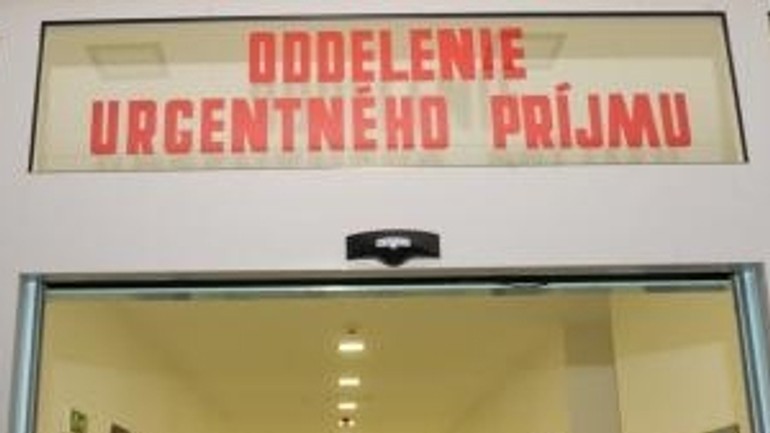 ODDELENIE
URGENTNÉHO PRÍJMU